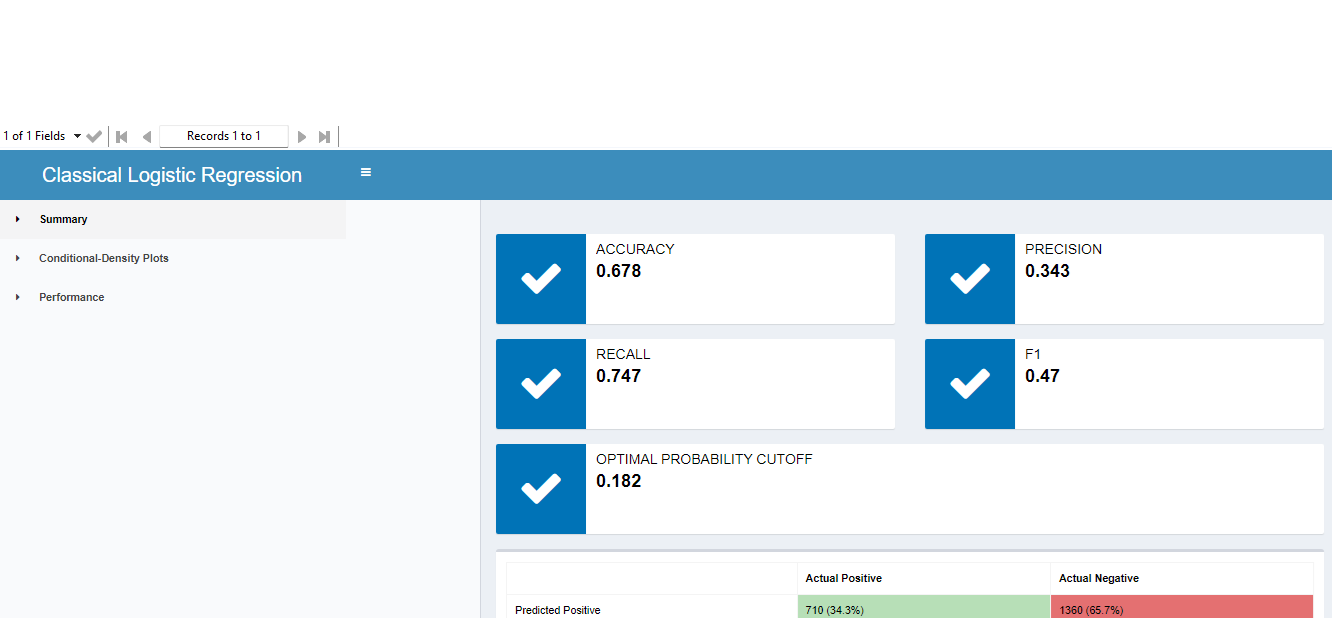 1 of 1 Fields
Records 1 to 1
Classical Logistic Regression
Summary
Conditional-Density Plots
Performance
ACCURACY
0.678
PRECISION
0.343
RECALL
0.747
F1
0.47
OPTIMAL PROBABILITY CUTOFF
0.182
Actual Positive Actual Negative
Predicted Positive 710 (34.3%) 1360 (65.7%)